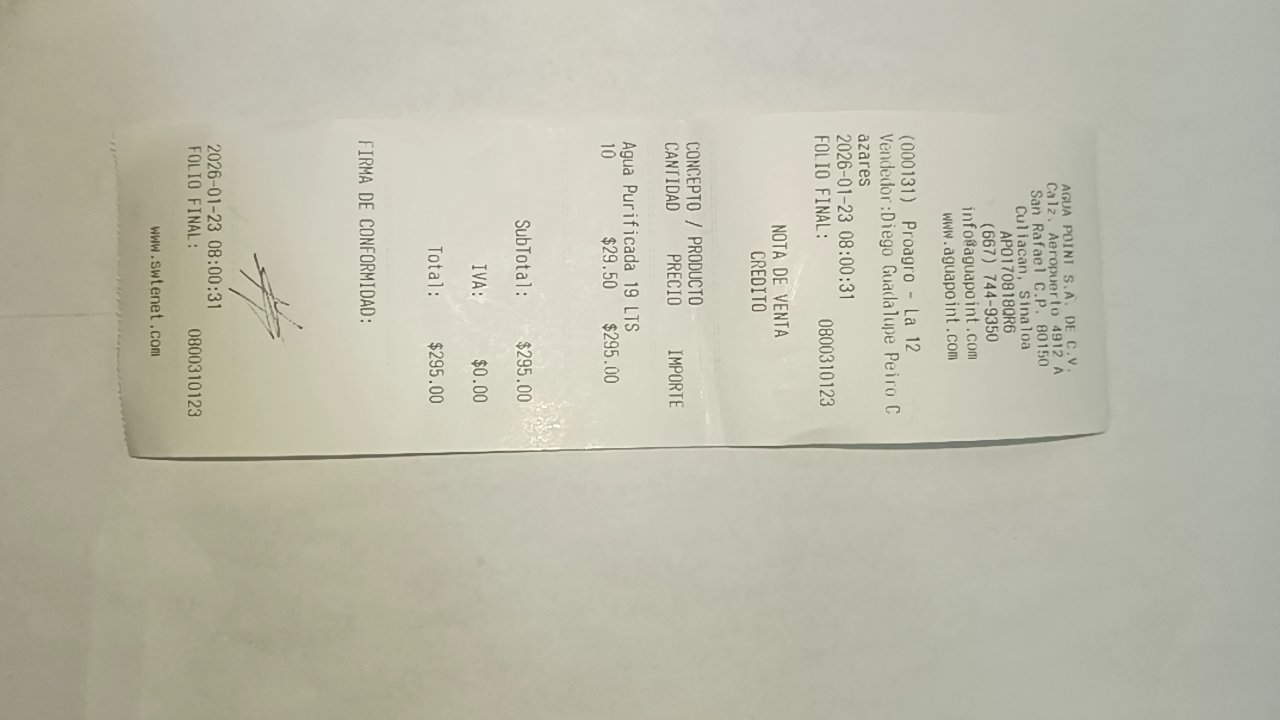 AGUA POINT S.A. DE C.V.
Calz. Aeropuerto 4912 A
San Rafael C.P. 80150
Culiacan, Sinaloa
APO170818QR6
(667) 744-9350
info@aguapoint.com
www.aguapoint.com
(000131) Proagro - La 12
Vendedor:Diego Guadalupe Peiro C
azares
2026-01-23 08:00:31
FOLIO FINAL: 0800310123
NOTA DE VENTA
CREDITO
CONCEPTO / PRODUCTO
CANTIDAD PRECIO IMPORTE
Agua Purificada 19 LTS
10 $29.50 $295.00
SubTotal: $295.00
IVA: $0.00
Total: $295.00
FIRMA DE CONFORMIDAD:
2026-01-23 08:00:31
FOLIO FINAL: 0800310123
www.swtenet.com